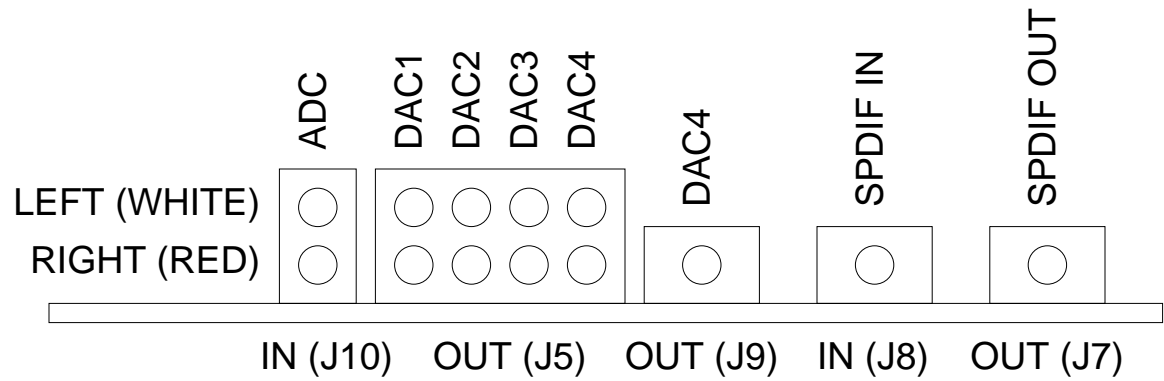 ADC
DAC1
DAC2
DAC3
DAC4
DAC4
SPDIF IN
SPDIF OUT
LEFT (WHITE)
RIGHT (RED)
IN (J10)
OUT (J5)
OUT (J9)
IN (J8)
OUT (J7)